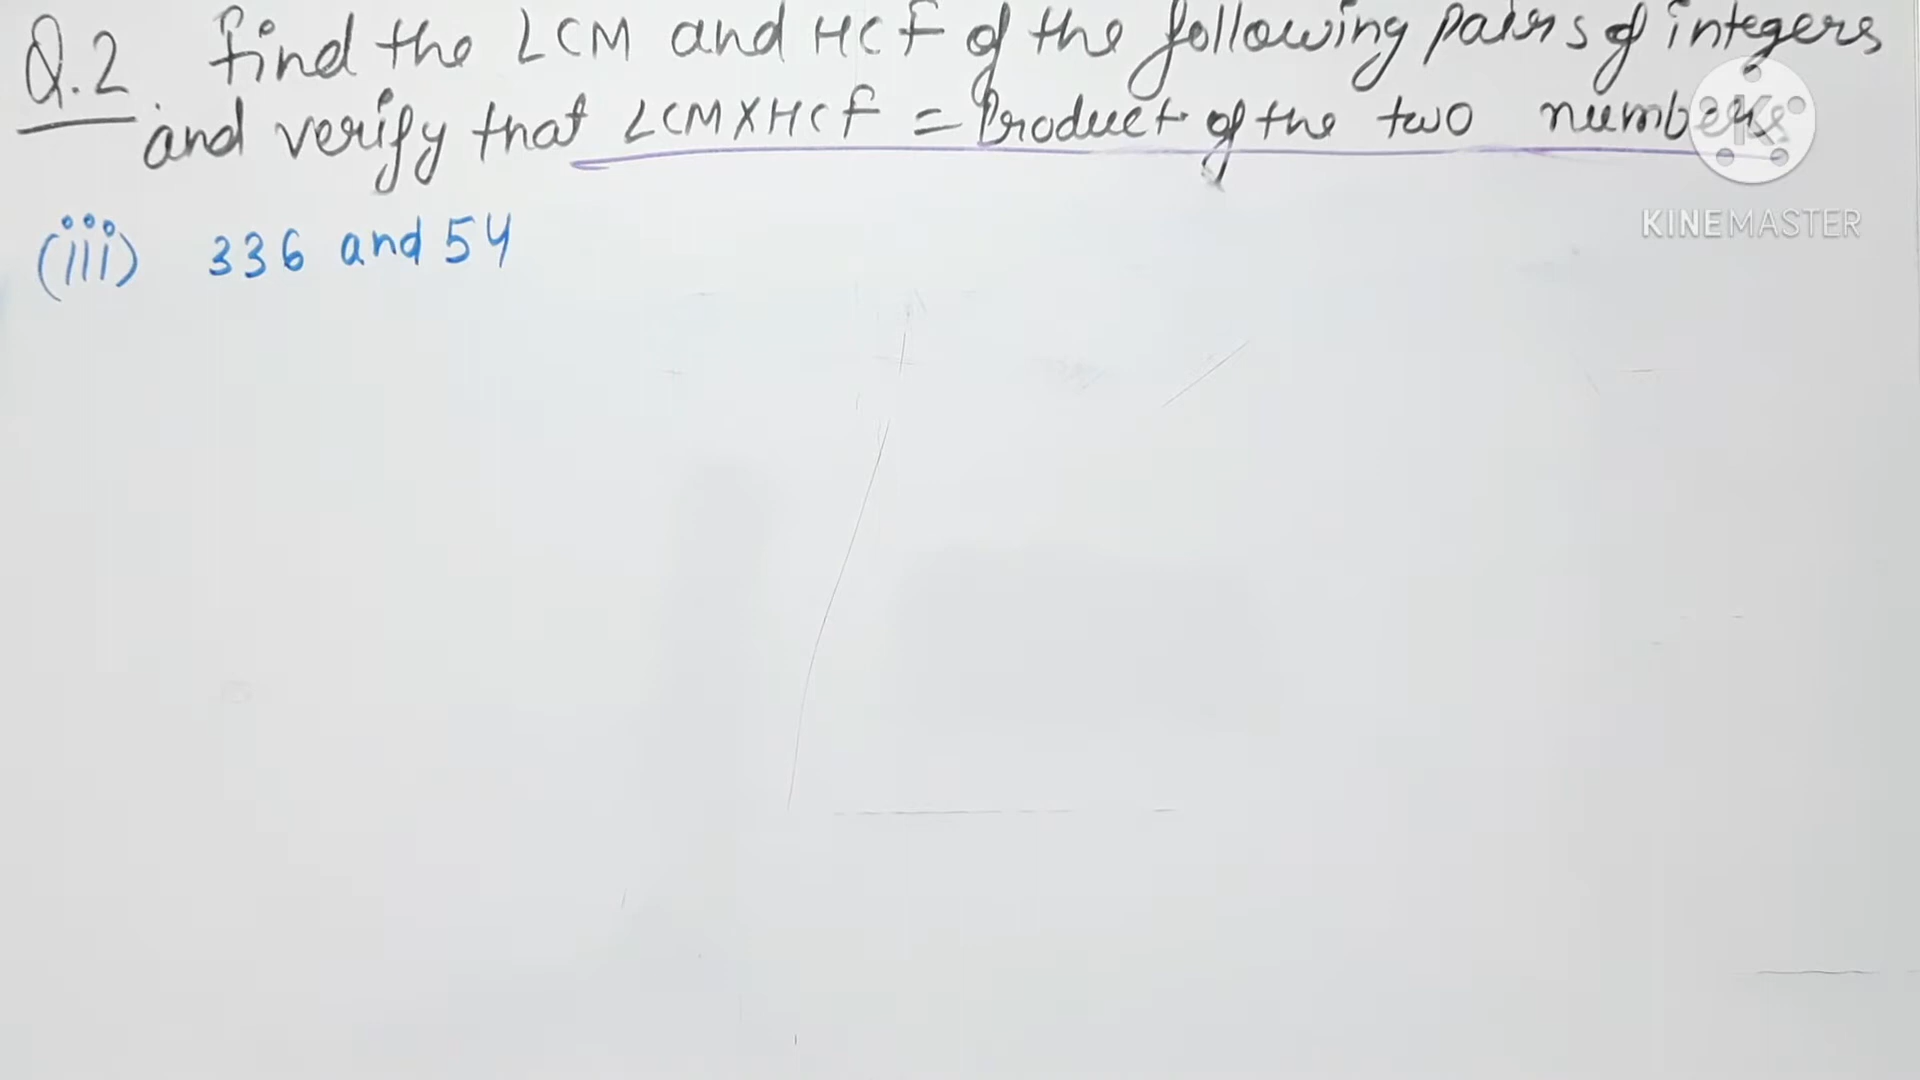 Q.2 find the LCM and HCF of the following pairs of integers
and verify that LCM X HCF = Product of the two numbers
KINEMASTER
(iii) 336 and 54